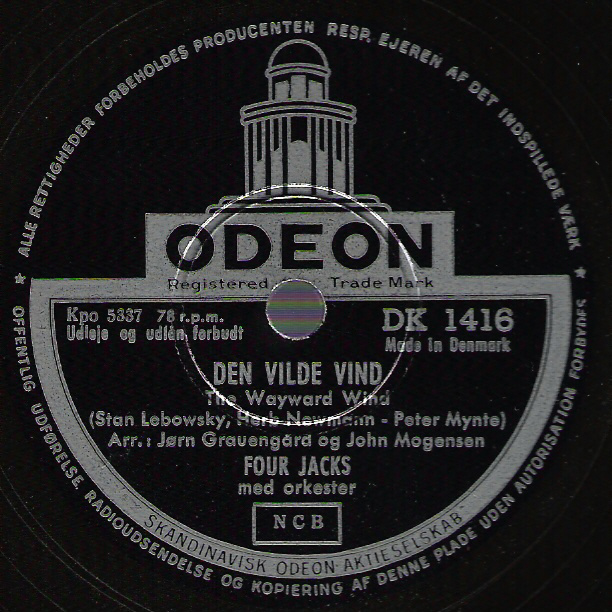 ALLE RETTIGHEDER FORBEHOLDES PRODUCENTEN RESP. EJEREN AF DET INDSPILLEDE VÆRK
ODEON
Registered Trade Mark
Kpo 5337 78 r.p.m.
Udleje og udlån forbudt
DK 1416
Made in Denmark
DEN VILDE VIND
The Wayward Wind
(Stan Lebowsky, Herb Newmann - Peter Mynte)
Arr.: Jørn Grauengård og John Mogensen
FOUR JACKS
med orkester
NCB
SKANDINAVISK ODEON-AKTIESELSKAB
OFFENTLIG UDFØRELSE, RADIOUDSENDELSE OG KOPIERING AF DENNE PLADE UDEN AUTORISATION FORBYDES